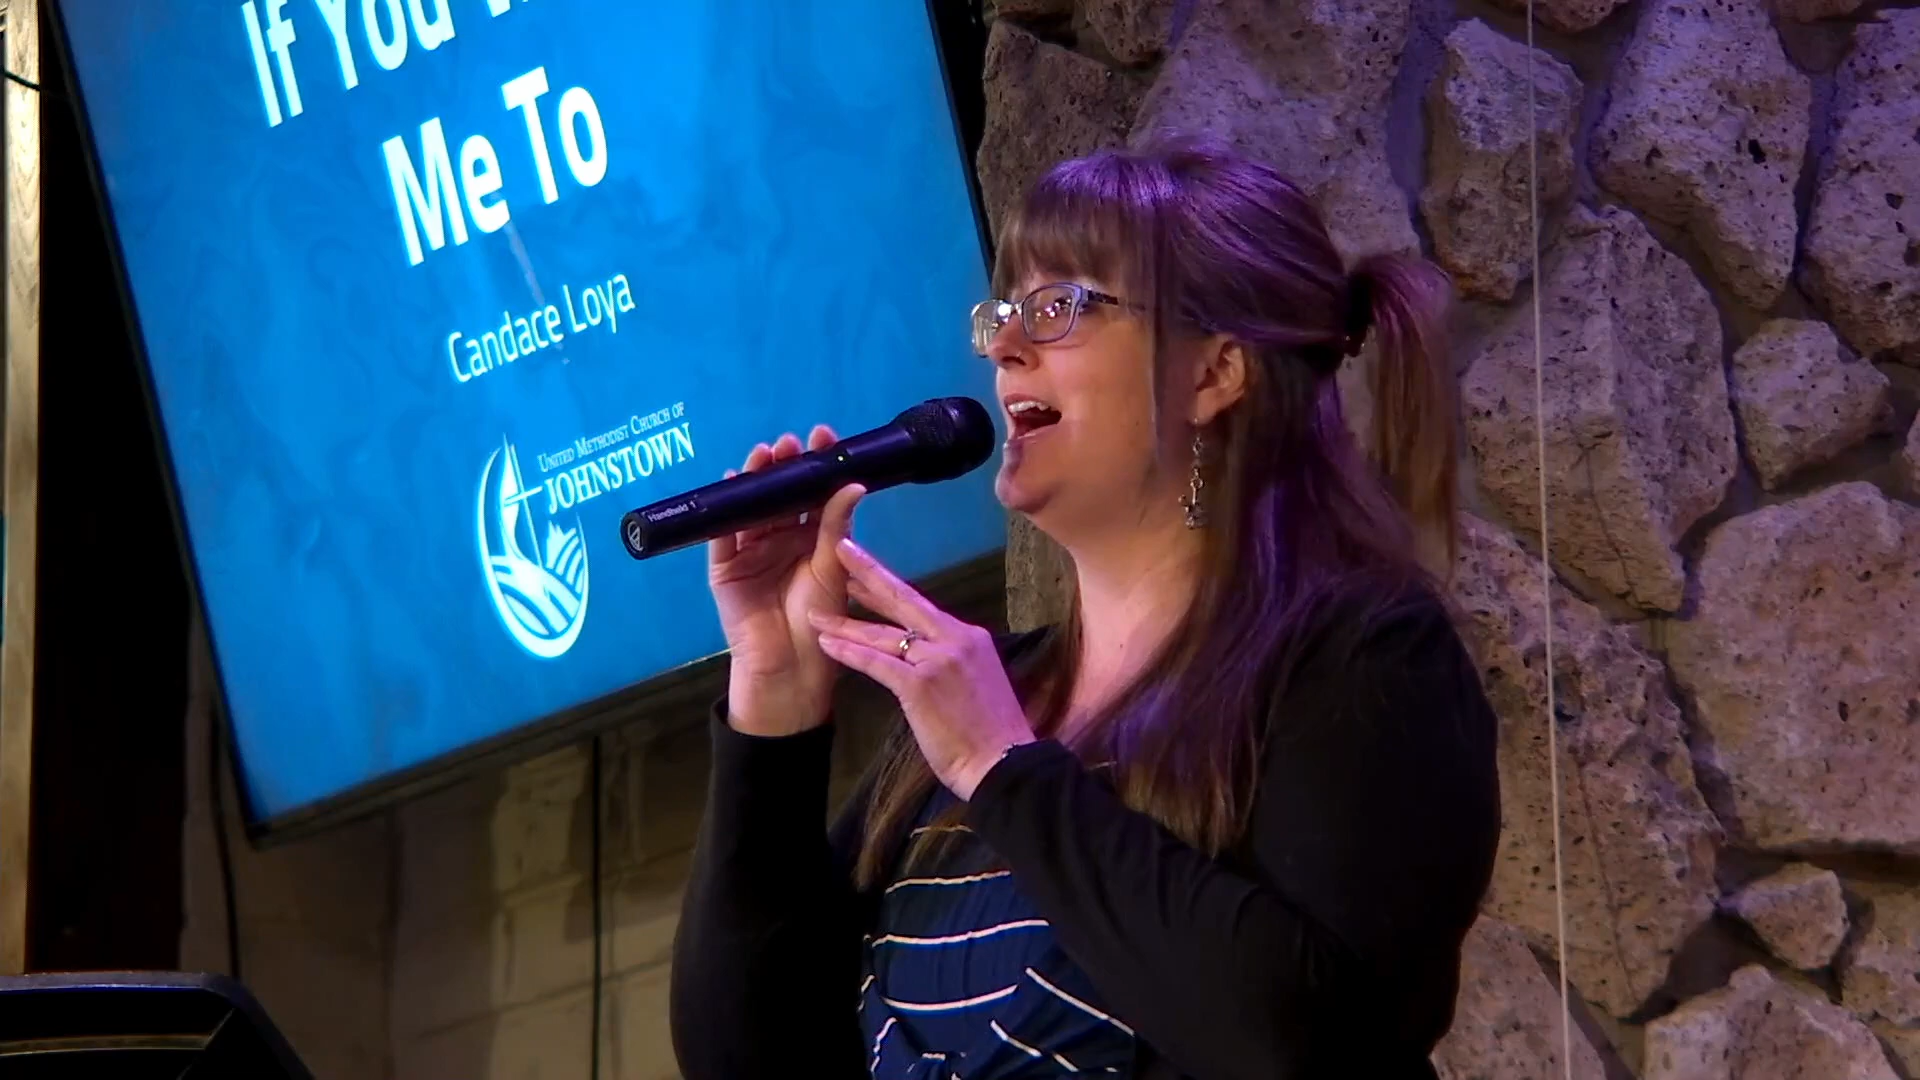 If You
Me To
Candace Loya
UNITED METHODIST CHURCH OF
JOHNSTOWN
Handheld 1